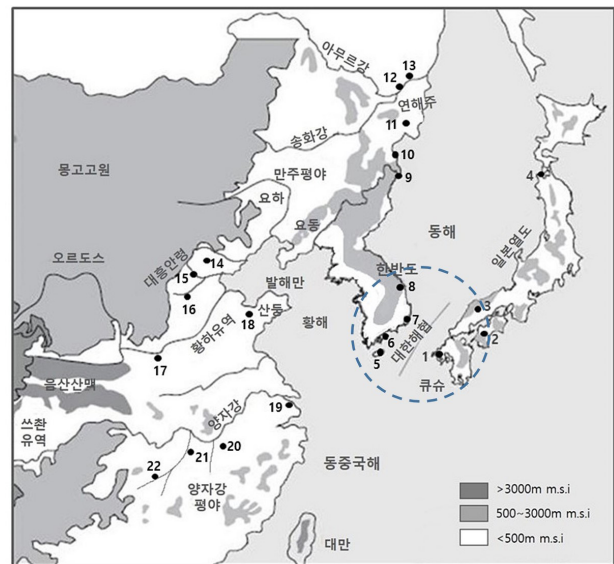 아무르강
13
12
연해주
11
송화강
10
몽고고원
만주평야
9
4
요하
요동
동해
대흥안령
14
일본열도
오르도스
15
발해만
한반도
8
16
산둥
18
황해
3
황하유역
7
대한해협
6
2
5
1
17
큐슈
음산산맥
양자강
19
쓰촨
유역
20
21
22
동중국해
양자강
평야
대만
>3000m m.s.i
500~3000m m.s.i
<500m m.s.i